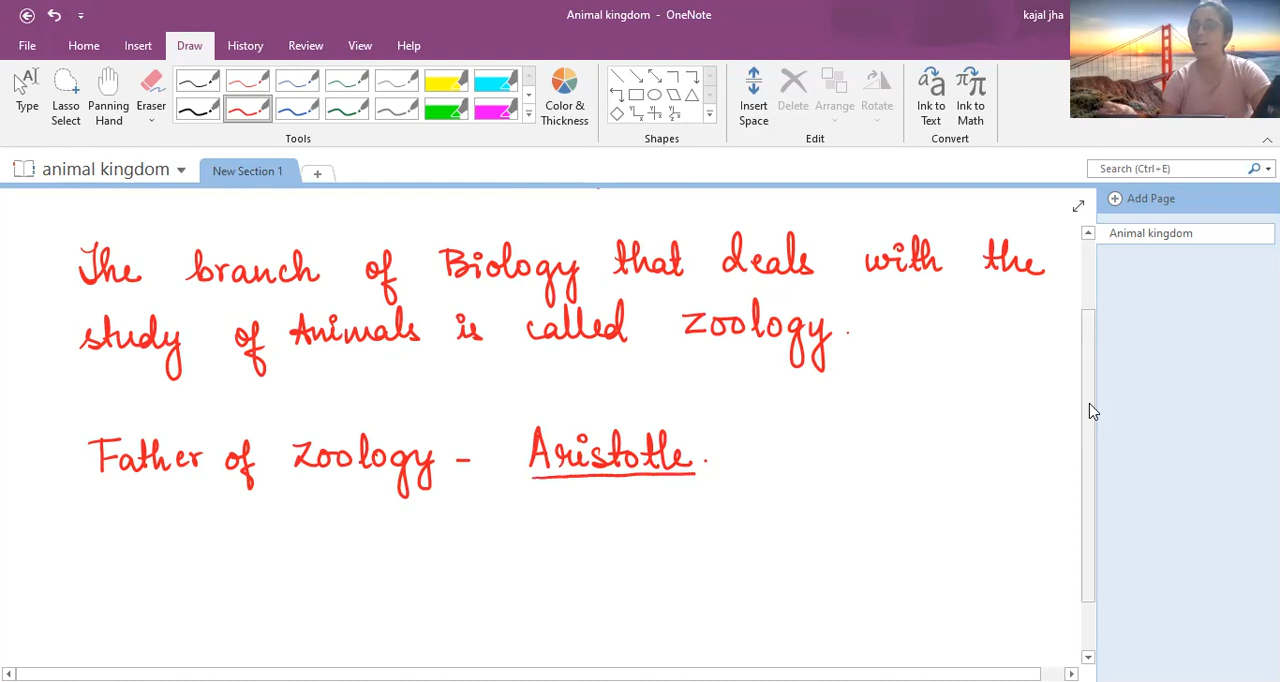 Animal kingdom - OneNote
kajal jha
File Home Insert Draw History Review View Help
Type
Lasso Select
Panning Hand
Eraser
Color & Thickness
Insert Space
Delete
Arrange
Rotate
Ink to Text
Ink to Math
Tools
Shapes
Edit
Convert
animal kingdom
New Section 1
Search (Ctrl+E)
Add Page
Animal kingdom
The branch of Biology that deals with the
study of Animals is called Zoology.
Father of Zoology - Aristotle.